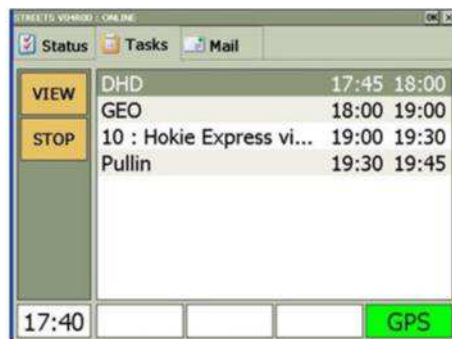 STREETS V04R00 : ONLINE OK ×
Status Tasks Mail
VIEW
STOP
DHD 17:45 18:00
GEO 18:00 19:00
10 : Hokie Express vi... 19:00 19:30
Pullin 19:30 19:45
17:40 GPS